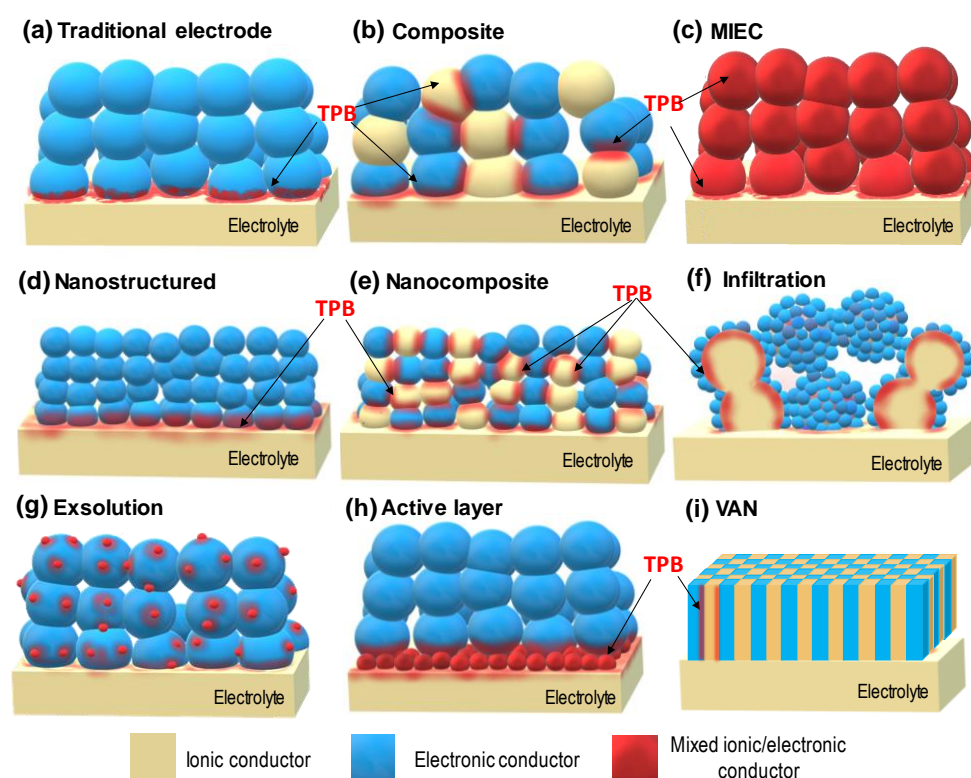 (a) Traditional electrode
(b) Composite
(c) MIEC
TPB
TPB
Electrolyte
Electrolyte
Electrolyte
(d) Nanostructured
(e) Nanocomposite
(f) Infiltration
TPB
TPB
Electrolyte
Electrolyte
Electrolyte
(g) Exsolution
(h) Active layer
(i) VAN
TPB
Electrolyte
Electrolyte
Electrolyte
Ionic conductor
Electronic conductor
Mixed ionic/electronic
conductor